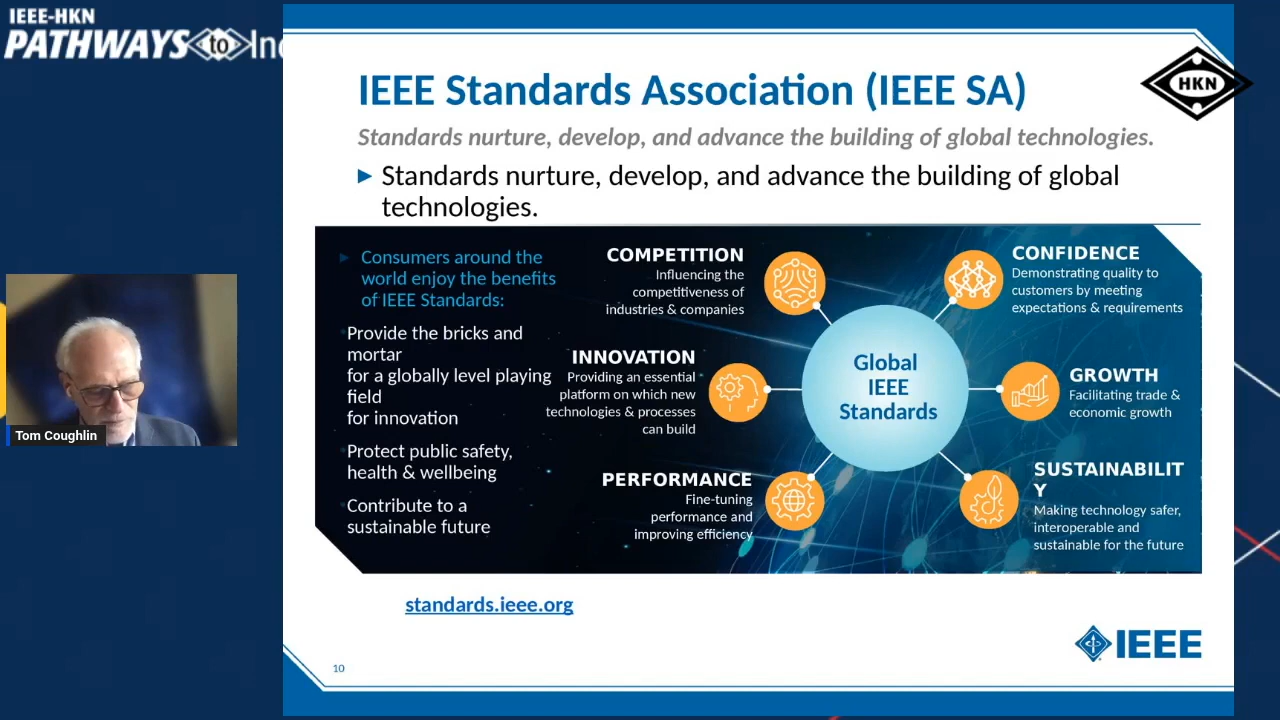 IEEE-HKN
PATHWAYS to Ind
IEEE Standards Association (IEEE SA)
HKN
Standards nurture, develop, and advance the building of global technologies.
Standards nurture, develop, and advance the building of global
technologies.
Consumers around the
world enjoy the benefits
of IEEE Standards:
Provide the bricks and
mortar
for a globally level playing
field
for innovation
Protect public safety,
health & wellbeing
Contribute to a
sustainable future
COMPETITION
Influencing the
competitiveness of
industries & companies
INNOVATION
Providing an essential
platform on which new
technologies & processes
can build
PERFORMANCE
Fine-tuning
performance and
improving efficiency
Global
IEEE
Standards
CONFIDENCE
Demonstrating quality to
customers by meeting
expectations & requirements
GROWTH
Facilitating trade &
economic growth
SUSTAINABILIT
Y
Making technology safer,
interoperable and
sustainable for the future
Tom Coughlin
standards.ieee.org
IEEE
10